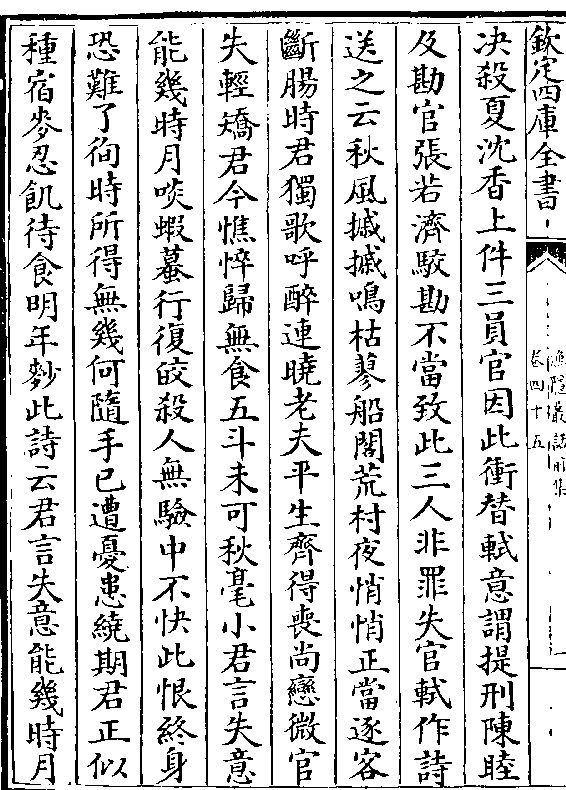 欽定四庫全書
漁隱叢話前集
卷四十五
决殺夏沈香上件三員官因此衝替軾意謂提刑陳睦
及勘官張若濟駮勘不當致此三人非罪失官軾作詩
送之云秋風摵摵鳴枯蓼船閣荒村夜悄悄正當逐客
斷腸時君獨歌呼醉連曉老夫平生齊得喪尚戀微官
失輕矯君今憔悴歸無食五斗未可秋毫小君言失意
能幾時月啖蝦蟇行復皎殺人無驗中不快此恨終身
恐難了徇時所得無幾何隨手已遭憂患繞期君正似
種宿麥忍飢待食明年麨此詩云君言失意能幾時月